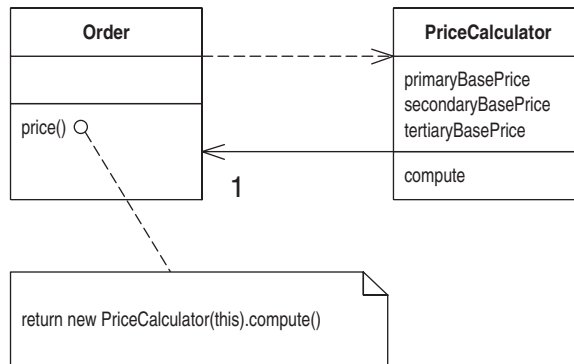 Order
PriceCalculator
primaryBasePrice
secondaryBasePrice
tertiaryBasePrice
price()
compute
1
return new PriceCalculator(this).compute()